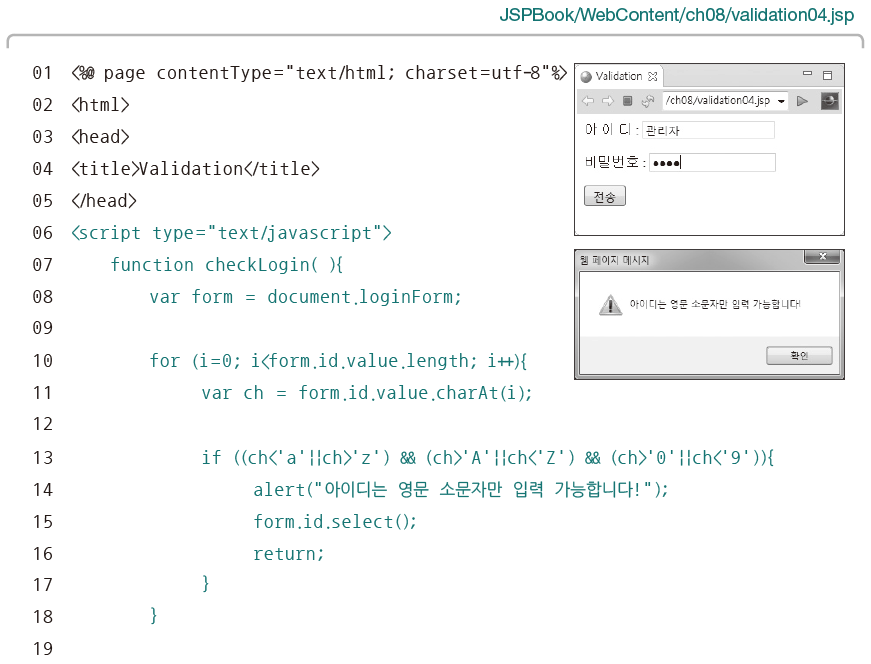 JSPBook/WebContent/ch08/validation04.jsp
01 <%@ page contentType="text/html; charset=utf-8"%>
02 <html>
03 <head>
04 <title>Validation</title>
05 </head>
06 <script type="text/javascript">
07 function checkLogin( ){
08 var form = document.loginForm;
09
10 for (i=0; i<form.id.value.length; i++){
11 var ch = form.id.value.charAt(i);
12
13 if ((ch<'a'||ch>'z') && (ch>'A'||ch<'Z') && (ch>'0'||ch<'9')){
14 alert("아이디는 영문 소문자만 입력 가능합니다!");
15 form.id.select();
16 return;
17 }
18 }
19
Validation
/ch08/validation04.jsp
아 이 디 : 관리자
비밀번호 : ●●●●
전송
웹 페이지 메시지
아이디는 영문 소문자만 입력 가능합니다!
확인